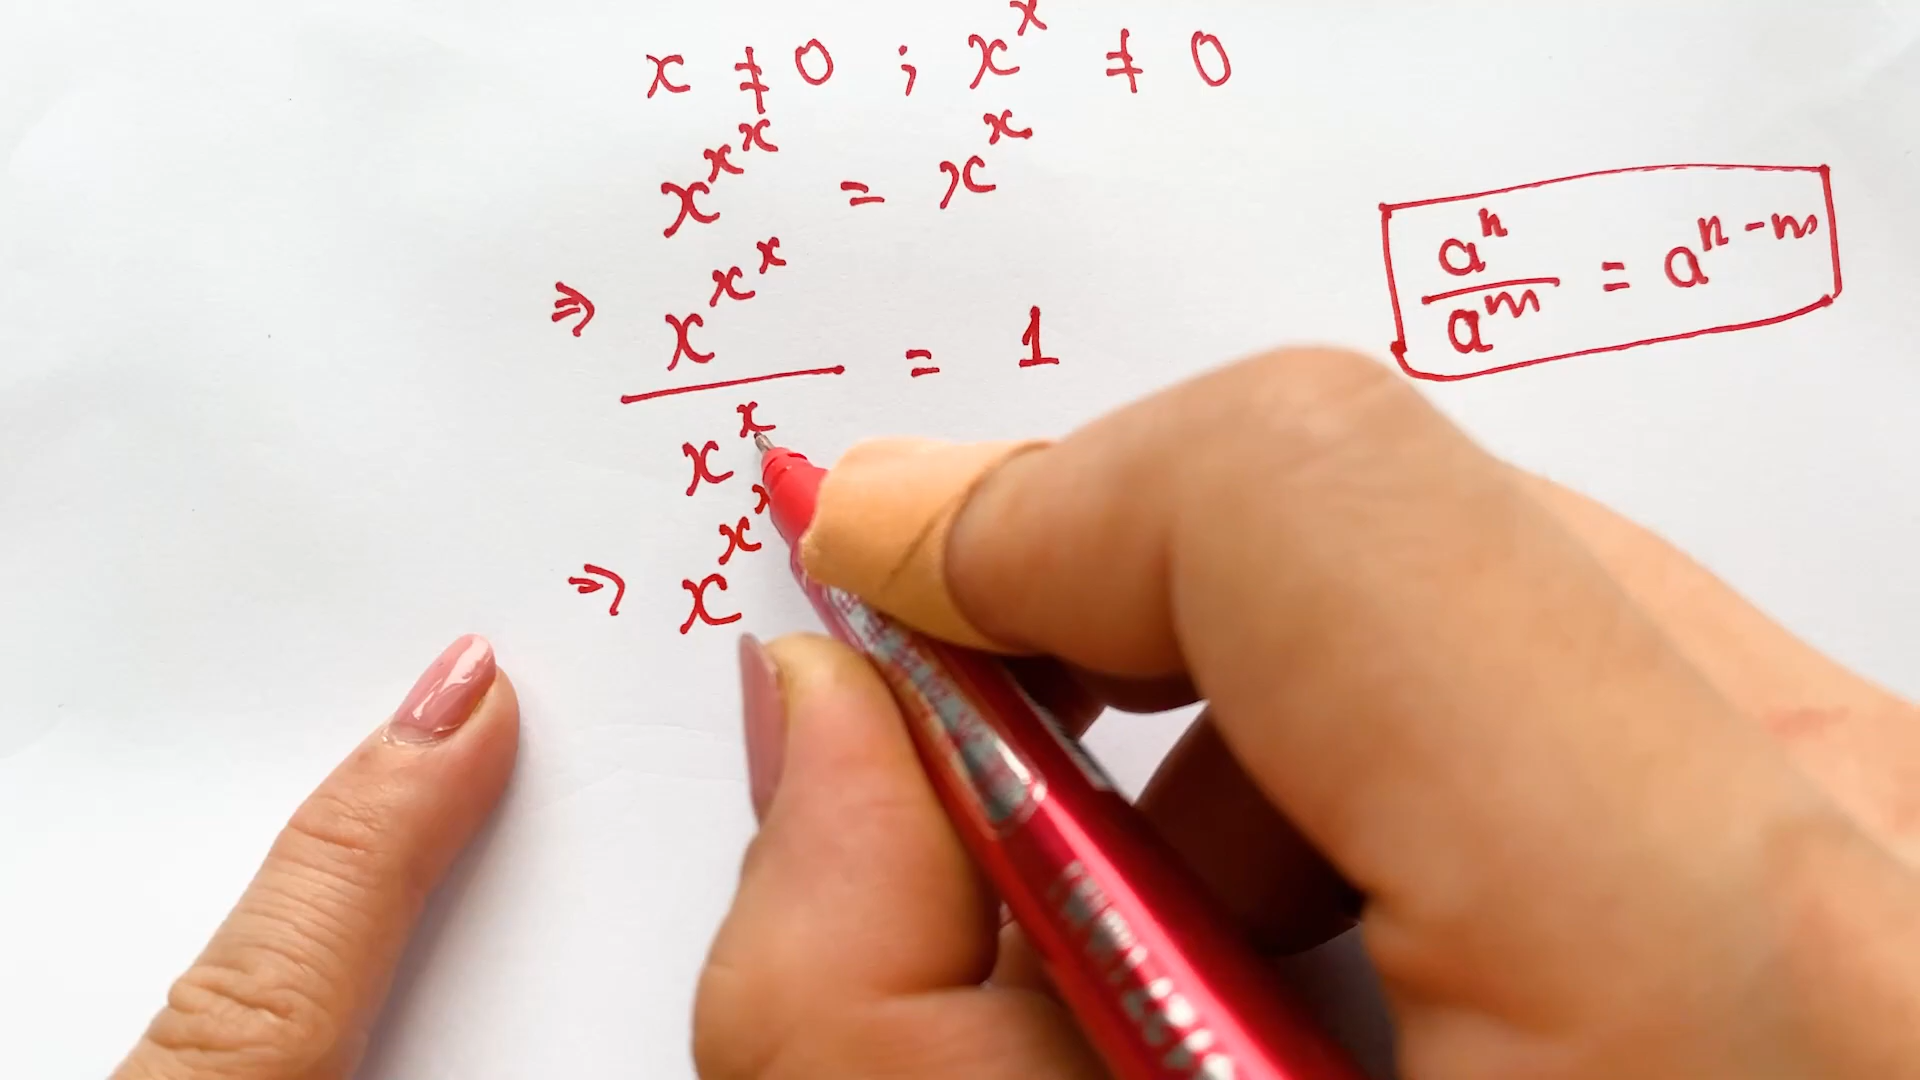 x ≠ 0 ; x^x ≠ 0
x^x^x = x^x
⇒ x^x^x / x^x = 1
⇒ x^x
a^n / a^m = a^n-m